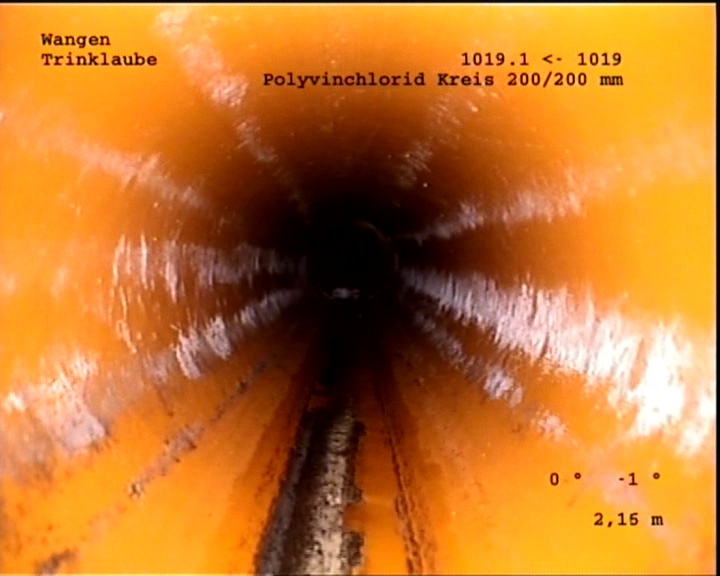 Wangen
Trinklaube
1019.1 <- 1019
Polyvinchlorid Kreis 200/200 mm
0 ° -1 °
2,15 m